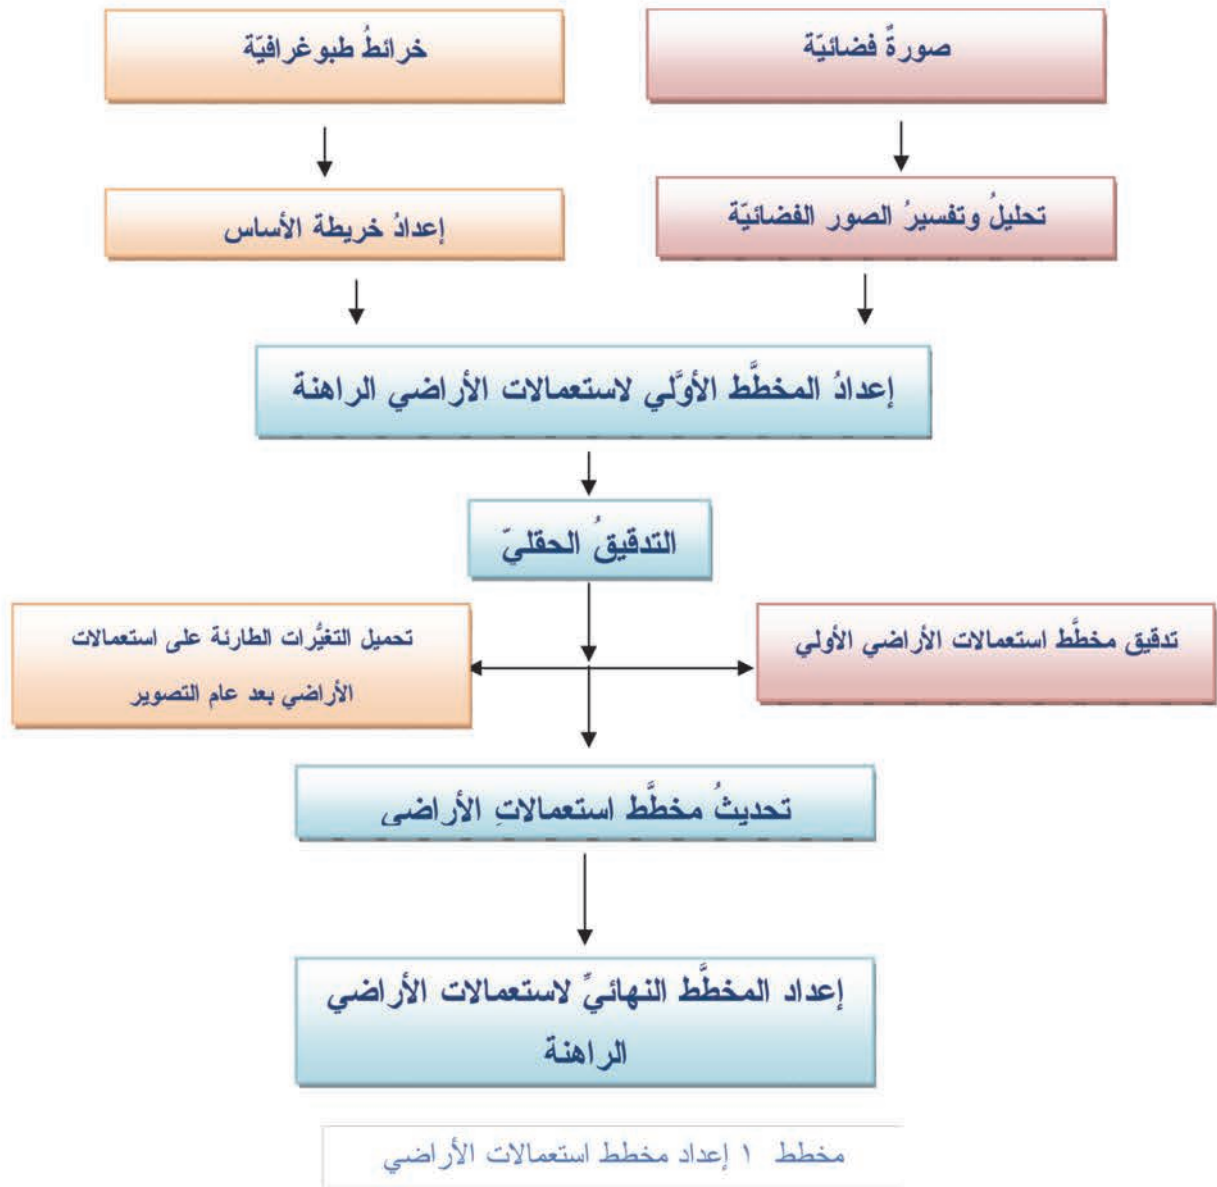 صورةٌ فضائيّة
خرائطُ طبوغرافيّة
تحليلُ وتفسيرُ الصور الفضائيّة
إعدادُ خريطة الأساس
إعدادُ المخطَّط الأوَّلي لاستعمالات الأراضي الراهنة
التدقيقُ الحقليّ
تدقيق مخطَّط استعمالات الأراضي الأولي
تحميل التغيُّرات الطارئة على استعمالات
الأراضي بعد عام التصوير
تحديثُ مخطَّط استعمالاتِ الأراضي
إعداد المخطَّط النهائيِّ لاستعمالات الأراضي
الراهنة
مخطط ١ إعداد مخطط استعمالات الأراضي